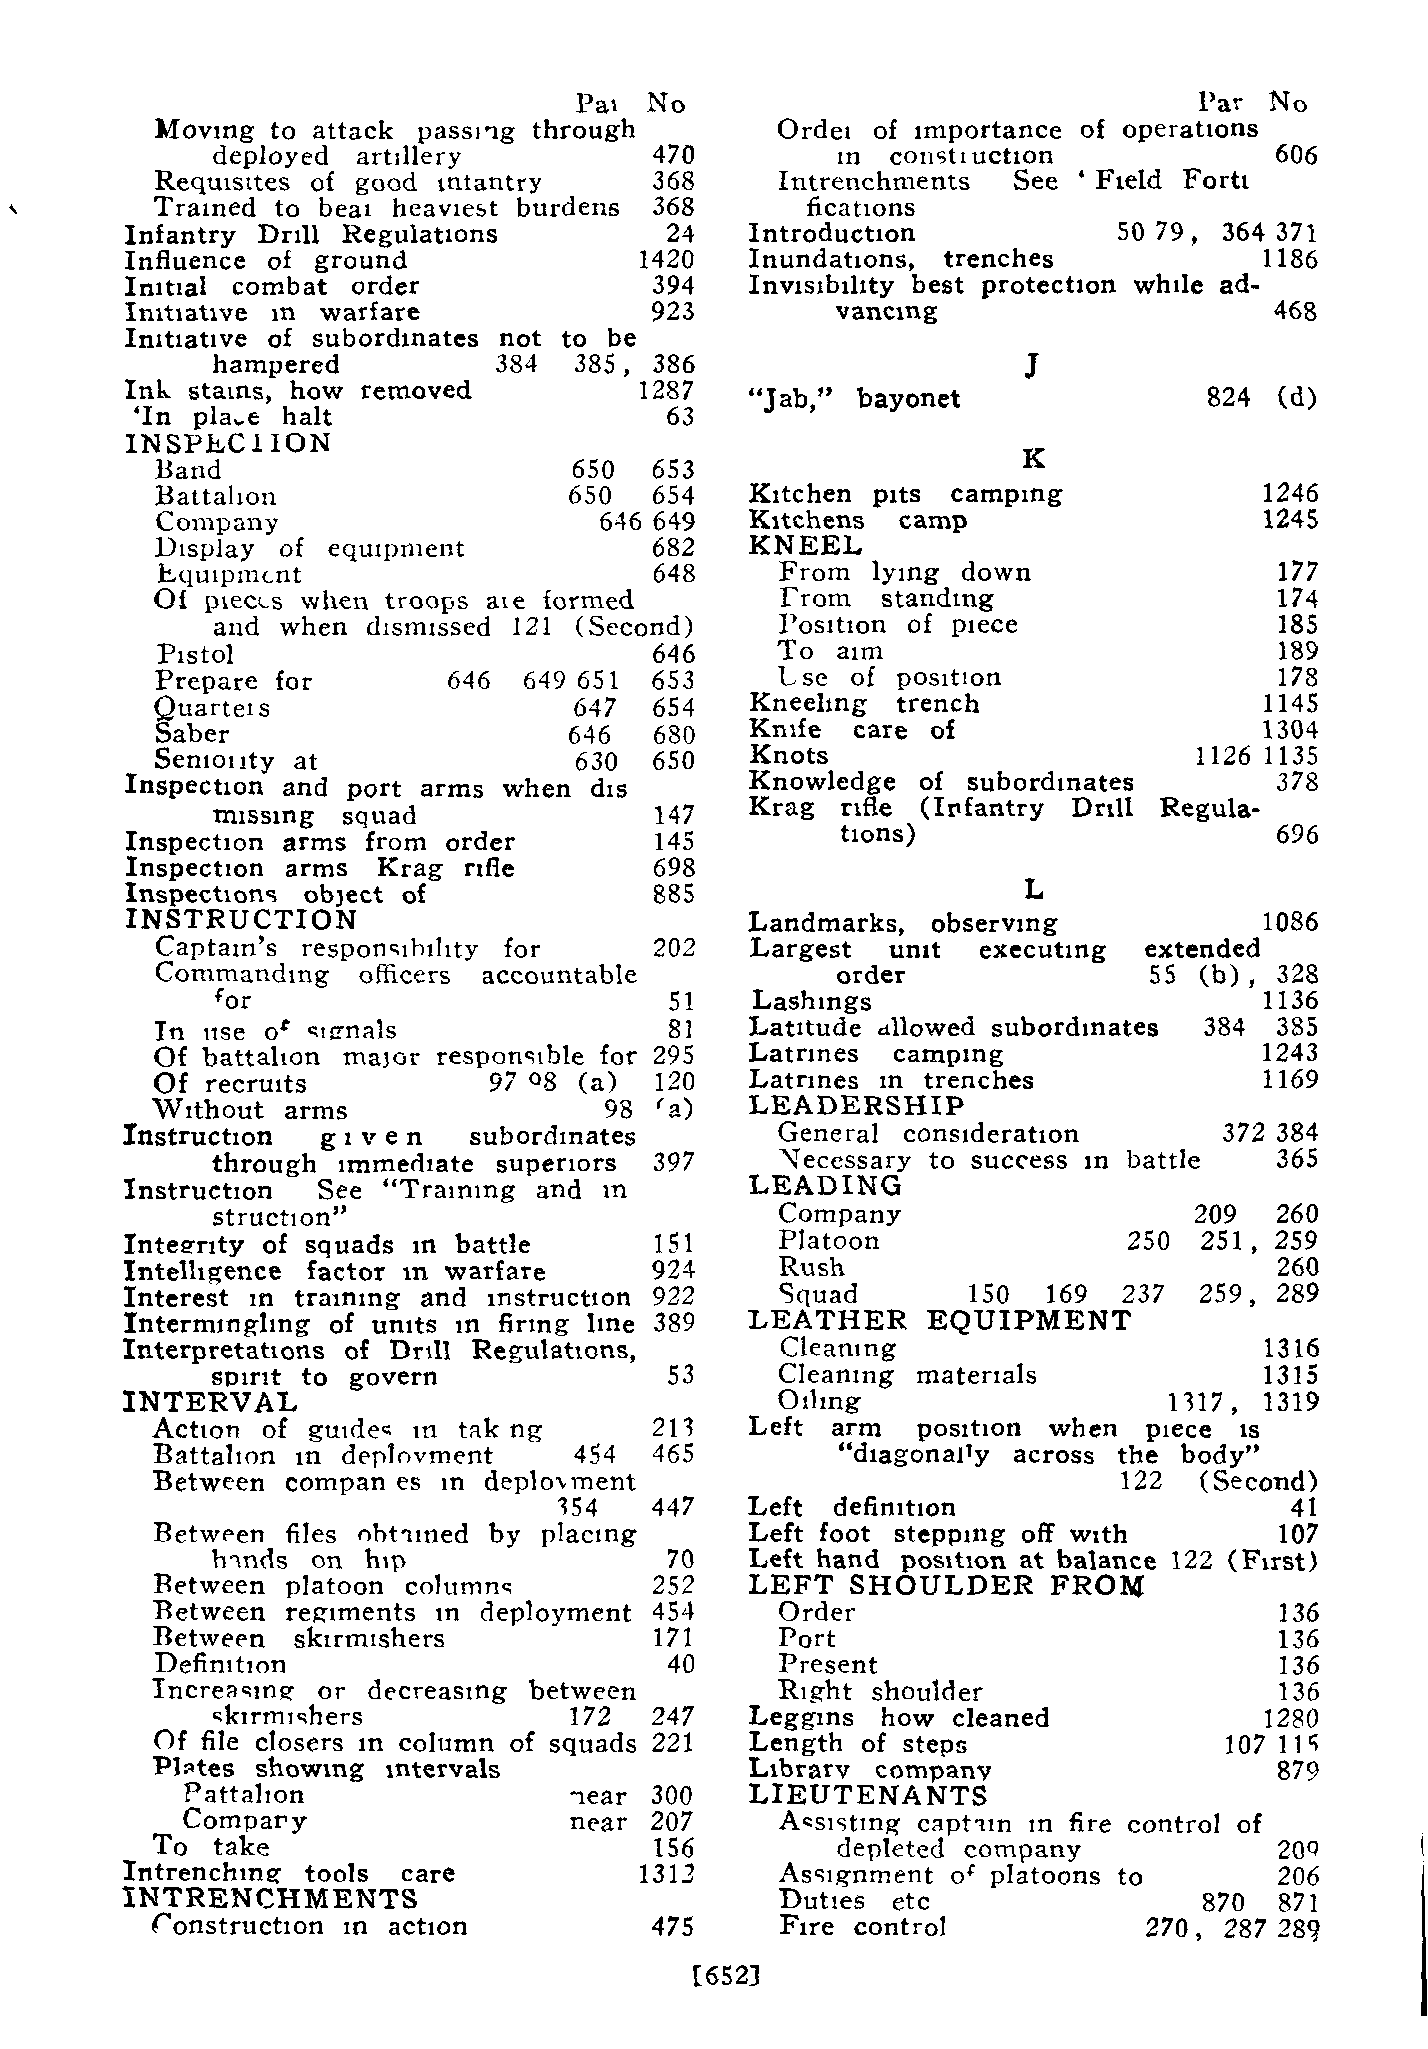 Par No
Moving to attack passing through
deployed artillery 470
Requisites of good infantry 368
Trained to bear heaviest burdens 368
Infantry Drill Regulations 24
Influence of ground 1420
Initial combat order 394
Initiative in warfare 923
Initiative of subordinates not to be
hampered 384 385, 386
Ink stains, how removed 1287
'In place halt 63
INSPECTION
Band 650 653
Battalion 650 654
Company 646 649
Display of equipment 682
Equipment 648
Of pieces when troops are formed
and when dismissed 121 (Second)
Pistol 646
Prepare for 646 649 651 653
Quarters 647 654
Saber 646 680
Seniority at 630 650
Inspection and port arms when dis
missing squad 147
Inspection arms from order 145
Inspection arms Krag rifle 698
Inspections object of 885
INSTRUCTION
Captain's responsibility for 202
Commanding officers accountable
for 51
In use of signals 81
Of battalion major responsible for 295
Of recruits 97 98 (a) 120
Without arms 98 (a)
Instruction given subordinates
through immediate superiors 397
Instruction See "Training and in
struction"
Integrity of squads in battle 151
Intelligence factor in warfare 924
Interest in training and instruction 922
Intermingling of units in firing line 389
Interpretations of Drill Regulations,
spirit to govern 53
INTERVAL
Action of guides in tak ng 213
Battalion in deployment 454 465
Between compan es in deployment
354 447
Between files obtained by placing
hands on hip 70
Between platoon columns 252
Between regiments in deployment 454
Between skirmishers 171
Definition 40
Increasing or decreasing between
skirmishers 172 247
Of file closers in column of squads 221
Plates showing intervals
Battalion near 300
Company near 207
To take 156
Intrenching tools care 1312
INTRENCHMENTS
Construction in action 475
Par No
Order of importance of operations
in construction 606
Intrenchments See ' Field Forti
fications
Introduction 50 79, 364 371
Inundations, trenches 1186
Invisibility best protection while ad-
vancing 468
J
"Jab," bayonet 824 (d)
K
Kitchen pits camping 1246
Kitchens camp 1245
KNEEL
From lying down 177
From standing 174
Position of piece 185
To aim 189
Use of position 178
Kneeling trench 1145
Knife care of 1304
Knots 1126 1135
Knowledge of subordinates 378
Krag rifle (Infantry Drill Regula-
tions) 696
L
Landmarks, observing 1086
Largest unit executing extended
order 55 (b), 328
Lashings 1136
Latitude allowed subordinates 384 385
Latrines camping 1243
Latrines in trenches 1169
LEADERSHIP
General consideration 372 384
Necessary to success in battle 365
LEADING
Company 209 260
Platoon 250 251, 259
Rush 260
Squad 150 169 237 259, 289
LEATHER EQUIPMENT
Cleaning 1316
Cleaning materials 1315
Oiling 1317, 1319
Left arm position when piece is
"diagonally across the body"
122 (Second)
Left definition 41
Left foot stepping off with 107
Left hand position at balance 122 (First)
LEFT SHOULDER FROM
Order 136
Port 136
Present 136
Right shoulder 136
Leggins how cleaned 1280
Length of steps 107 115
Library company 879
LIEUTENANTS
Assisting captain in fire control of
depleted company 209
Assignment of platoons to 206
Duties etc 870 871
Fire control 270, 287 289
[652]